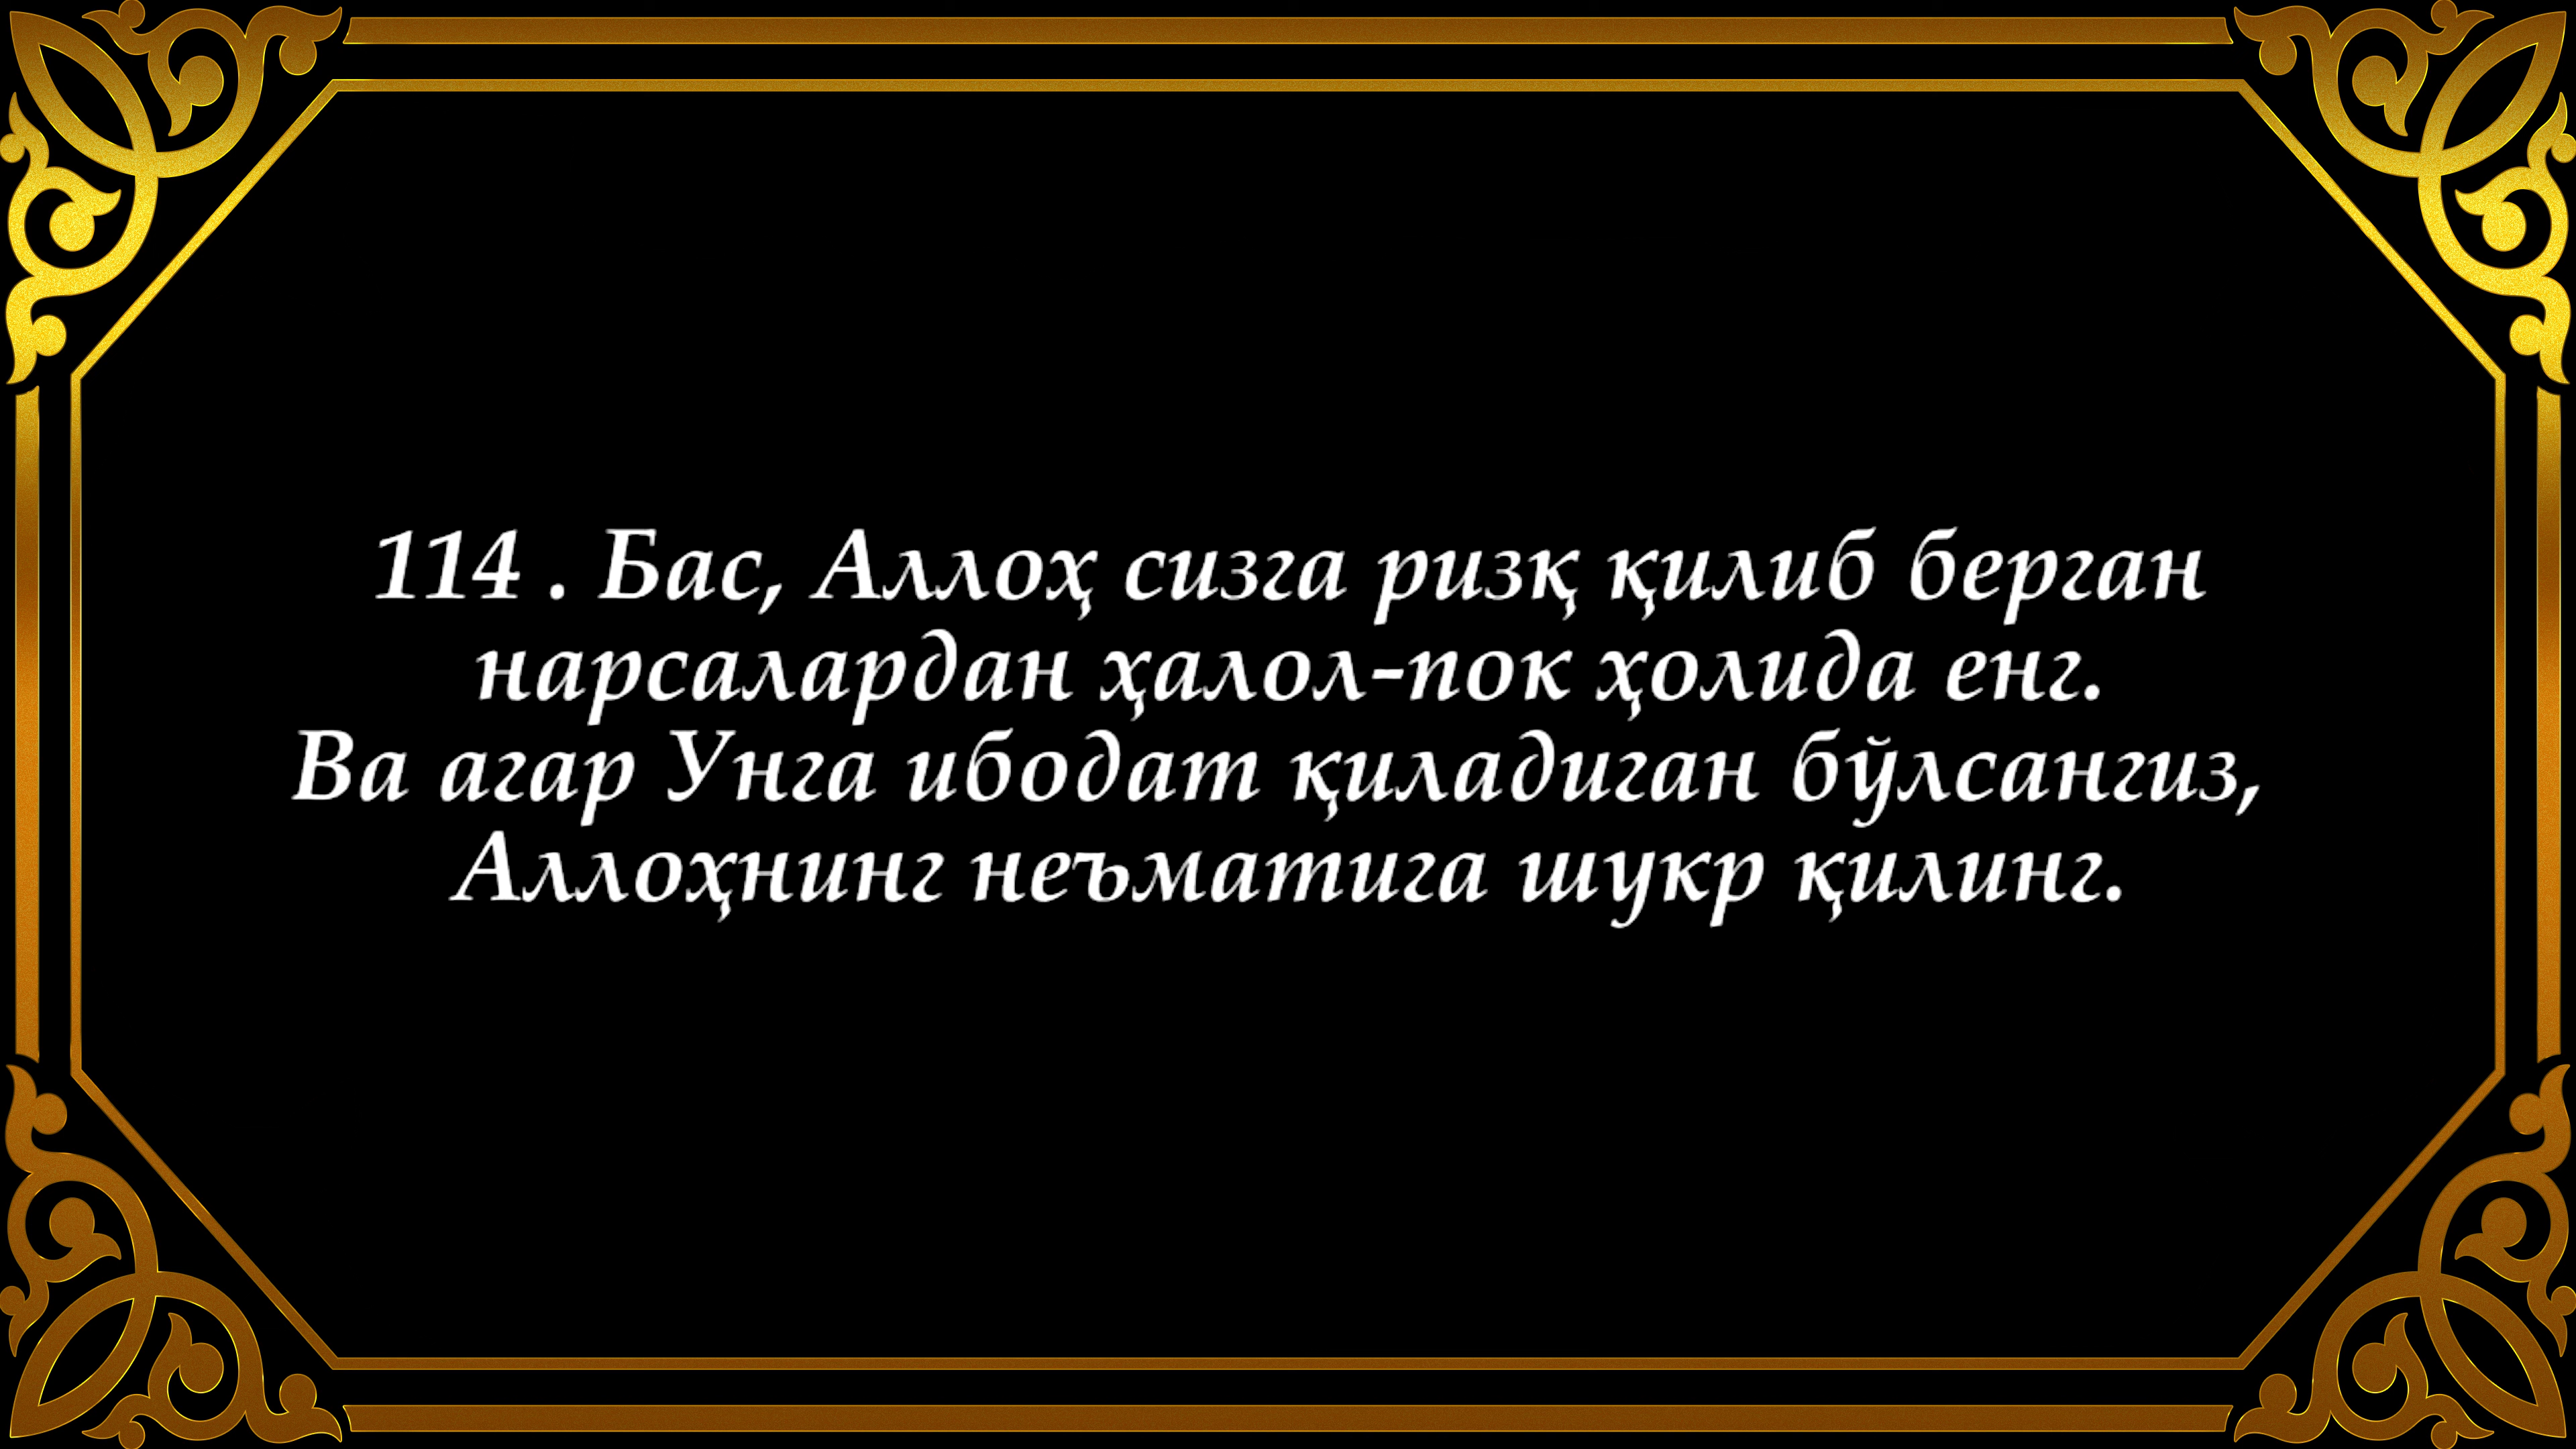 114 . Бас, Аллоҳ сизга ризқ қилиб берган
нарсалардан ҳалол-пок ҳолида енг.
Ва агар Унга ибодат қиладиган бўлсангиз,
Аллоҳнинг неъматига шукр қилинг.